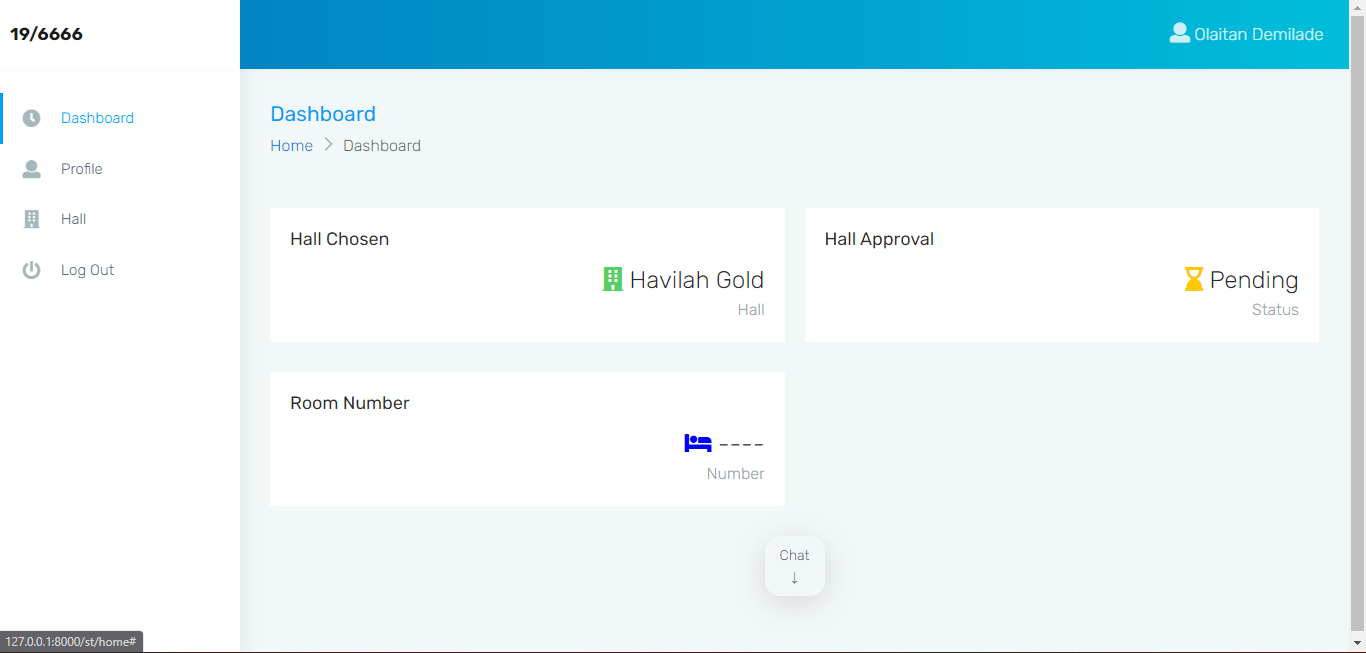 19/6666
Olaitan Demilade
Dashboard
Profile
Hall
Log Out
Dashboard
Home > Dashboard
Hall Chosen
Havilah Gold
Hall
Hall Approval
Pending
Status
Room Number
----
Number
Chat
↓
127.0.0.1:8000/st/home#